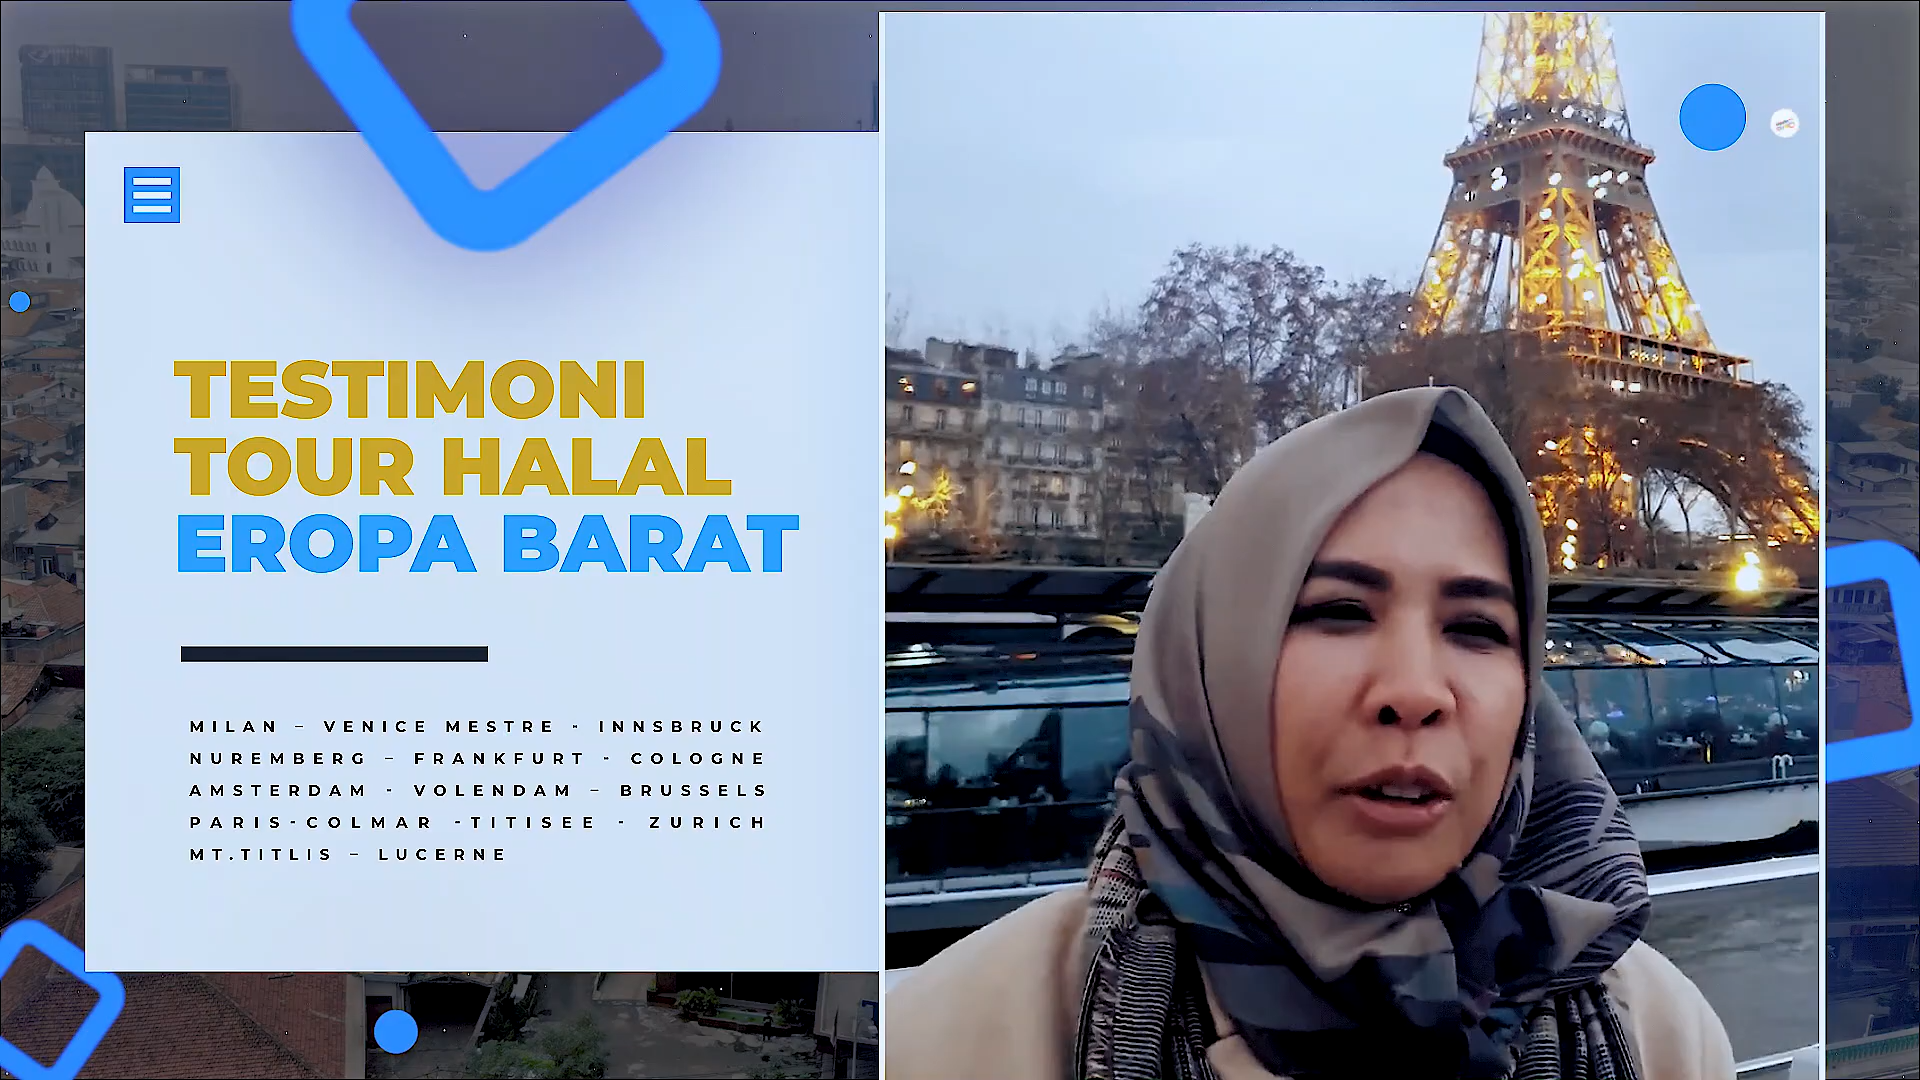 TESTIMONI
TOUR HALAL
EROPA BARAT
MILAN – VENICE MESTRE - INNSBRUCK
NUREMBERG – FRANKFURT - COLOGNE
AMSTERDAM - VOLENDAM – BRUSSELS
PARIS-COLMAR -TITISEE - ZURICH
MT.TITLIS – LUCERNE